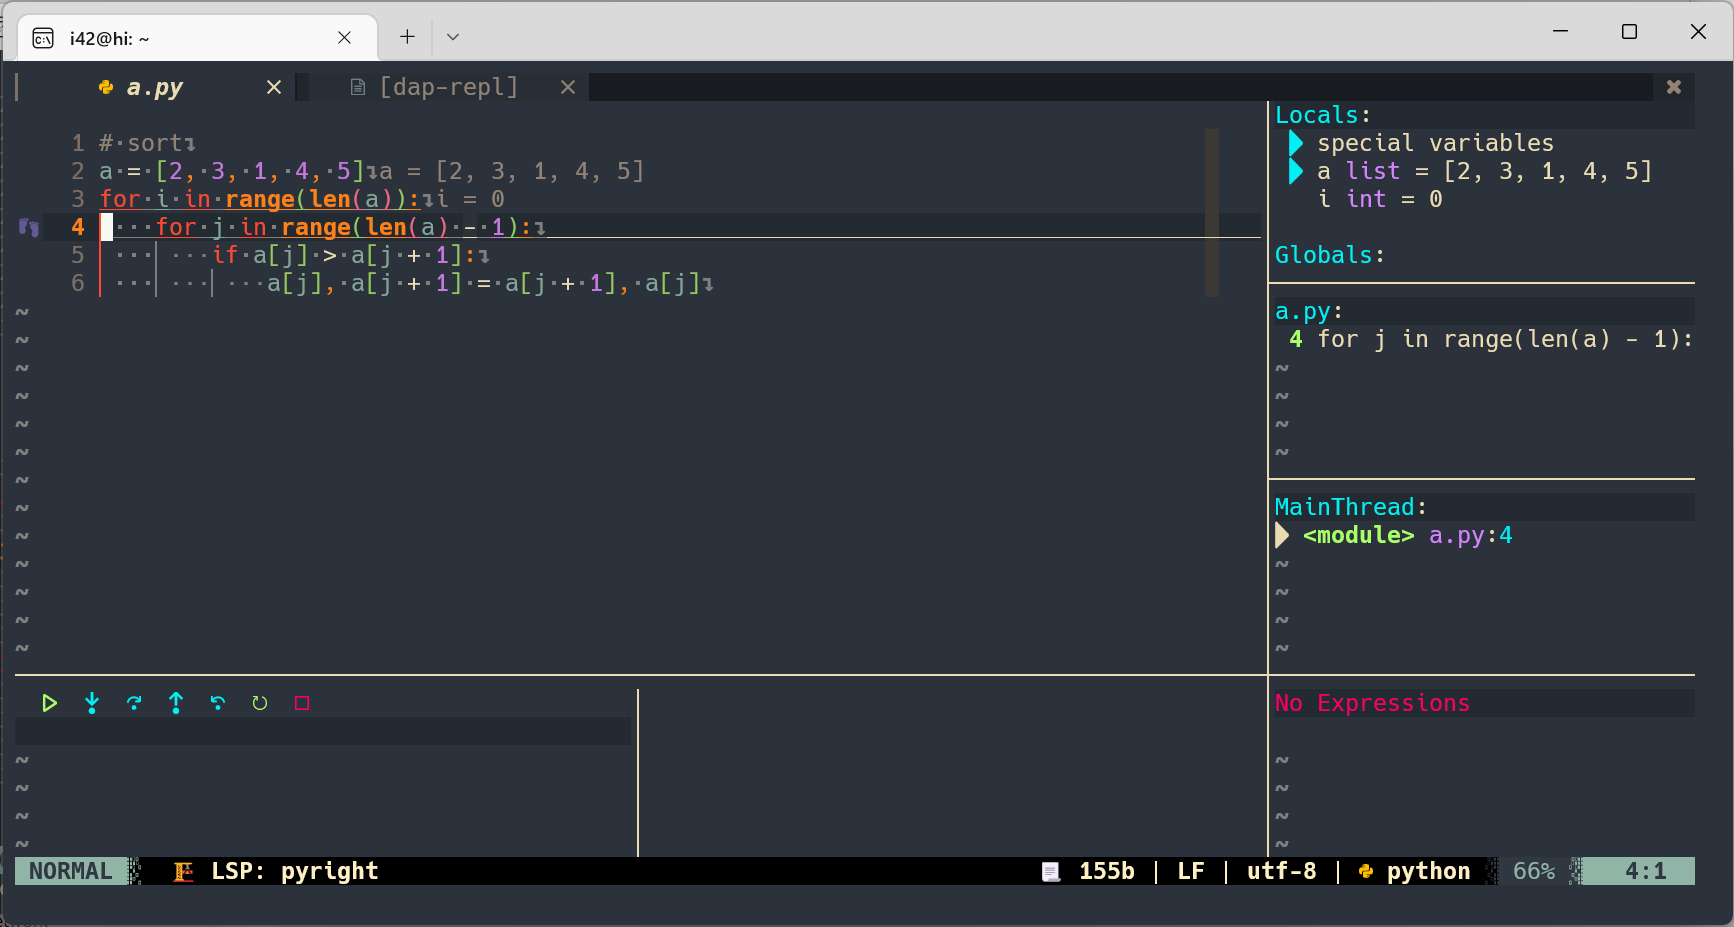 i42@hi: ~
a.py [dap-repl]
1 # sort
2 a = [2, 3, 1, 4, 5] a = [2, 3, 1, 4, 5]
3 for i in range(len(a)): i = 0
4 for j in range(len(a) - 1):
5 if a[j] > a[j + 1]:
6 a[j], a[j + 1] = a[j + 1], a[j]
~
~
~
~
~
~
~
~
~
~
~
~
~
Locals:
special variables
a list = [2, 3, 1, 4, 5]
i int = 0
Globals:
a.py:
4 for j in range(len(a) - 1):
~
~
~
~
MainThread:
<module> a.py:4
~
~
~
~
~
~
~
~
No Expressions
~
~
~
~
NORMAL LSP: pyright 155b | LF | utf-8 | python 66% 4:1